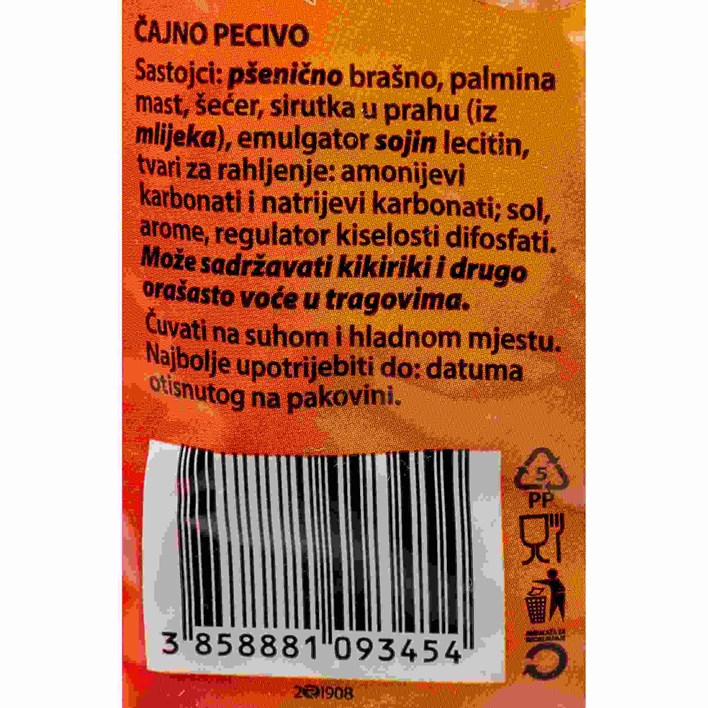 ČAJNO PECIVO
Sastojci: pšenično brašno, palmina
mast, šećer, sirutka u prahu (iz
mlijeka), emulgator sojin lecitin,
tvari za rahljenje: amonijevi
karbonati i natrijevi karbonati; sol,
arome, regulator kiselosti difosfati.
Može sadržavati kikiriki i drugo
orašasto voće u tragovima.
Čuvati na suhom i hladnom mjestu.
Najbolje upotrijebiti do: datuma
otisnutog na pakovini.
5
PP
3 858881 093454